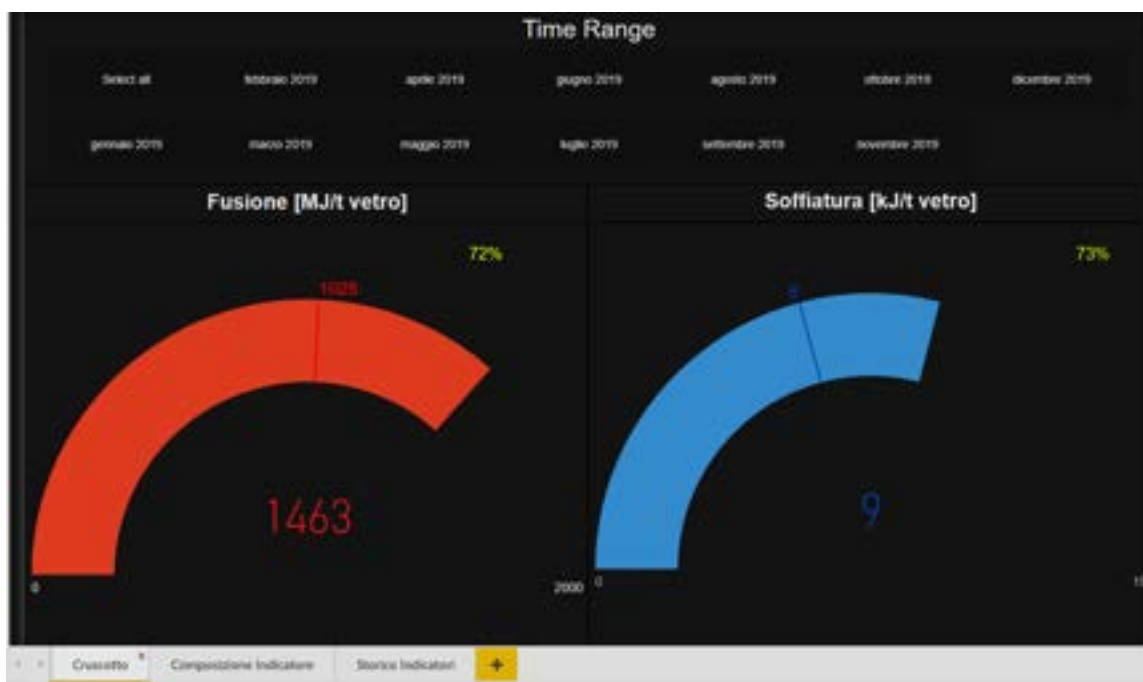 Time Range
Select all febbraio 2019 aprile 2019 giugno 2019 agosto 2019 ottobre 2019 dicembre 2019
gennaio 2019 marzo 2019 maggio 2019 luglio 2019 settembre 2019 novembre 2019
Fusione [MJ/t vetro] Soffiatura [kJ/t vetro]
72% 73%
1463 9
0 2000 0
Cruscotto Composizione Indicatore Storico Indicatori +